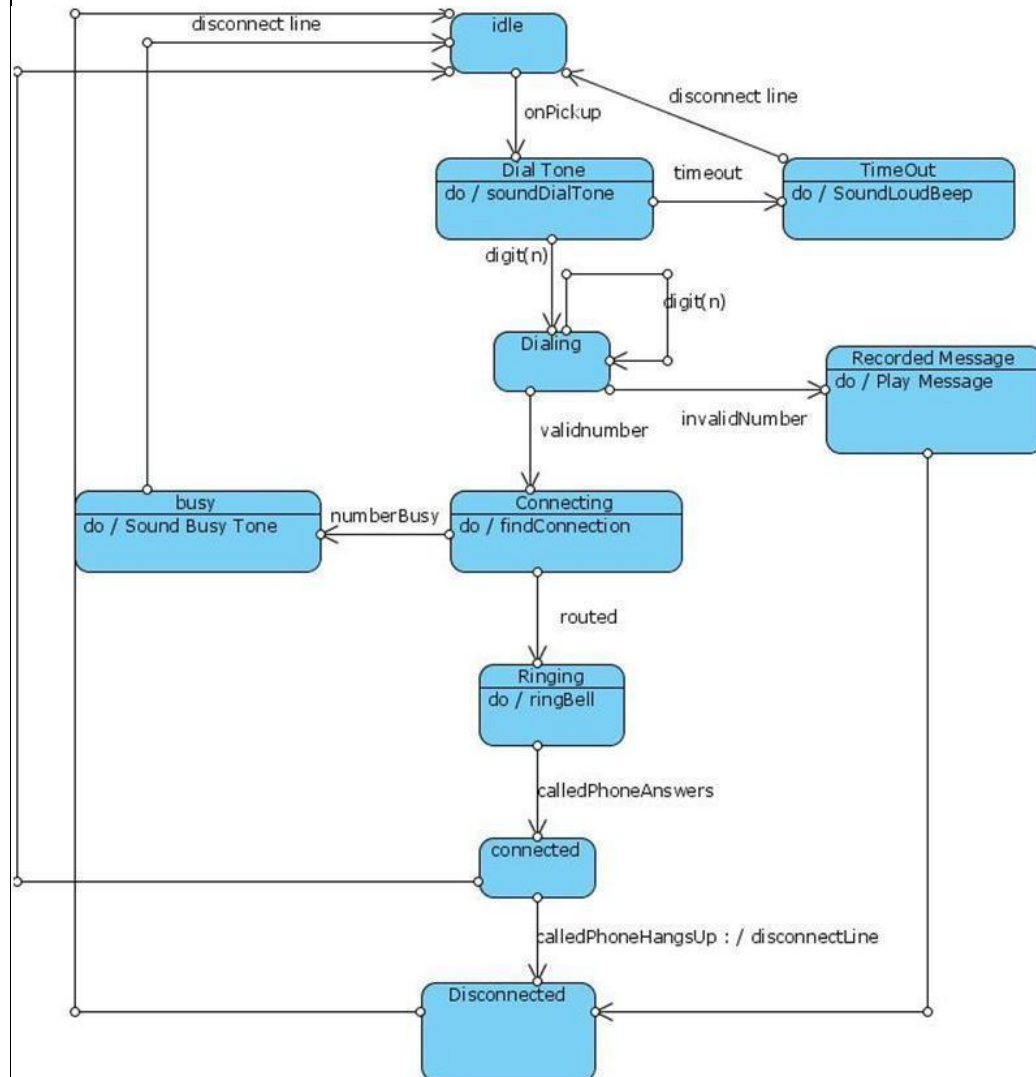 disconnect line
idle
disconnect line
onPickup
Dial Tone
do / soundDialTone
timeout
TimeOut
do / SoundLoudBeep
digit(n)
digit(n)
Dialing
Recorded Message
do / Play Message
validnumber
invalidNumber
busy
do / Sound Busy Tone
numberBusy
Connecting
do / findConnection
routed
Ringing
do / ringBell
calledPhoneAnswers
connected
calledPhoneHangsUp : / disconnectLine
Disconnected